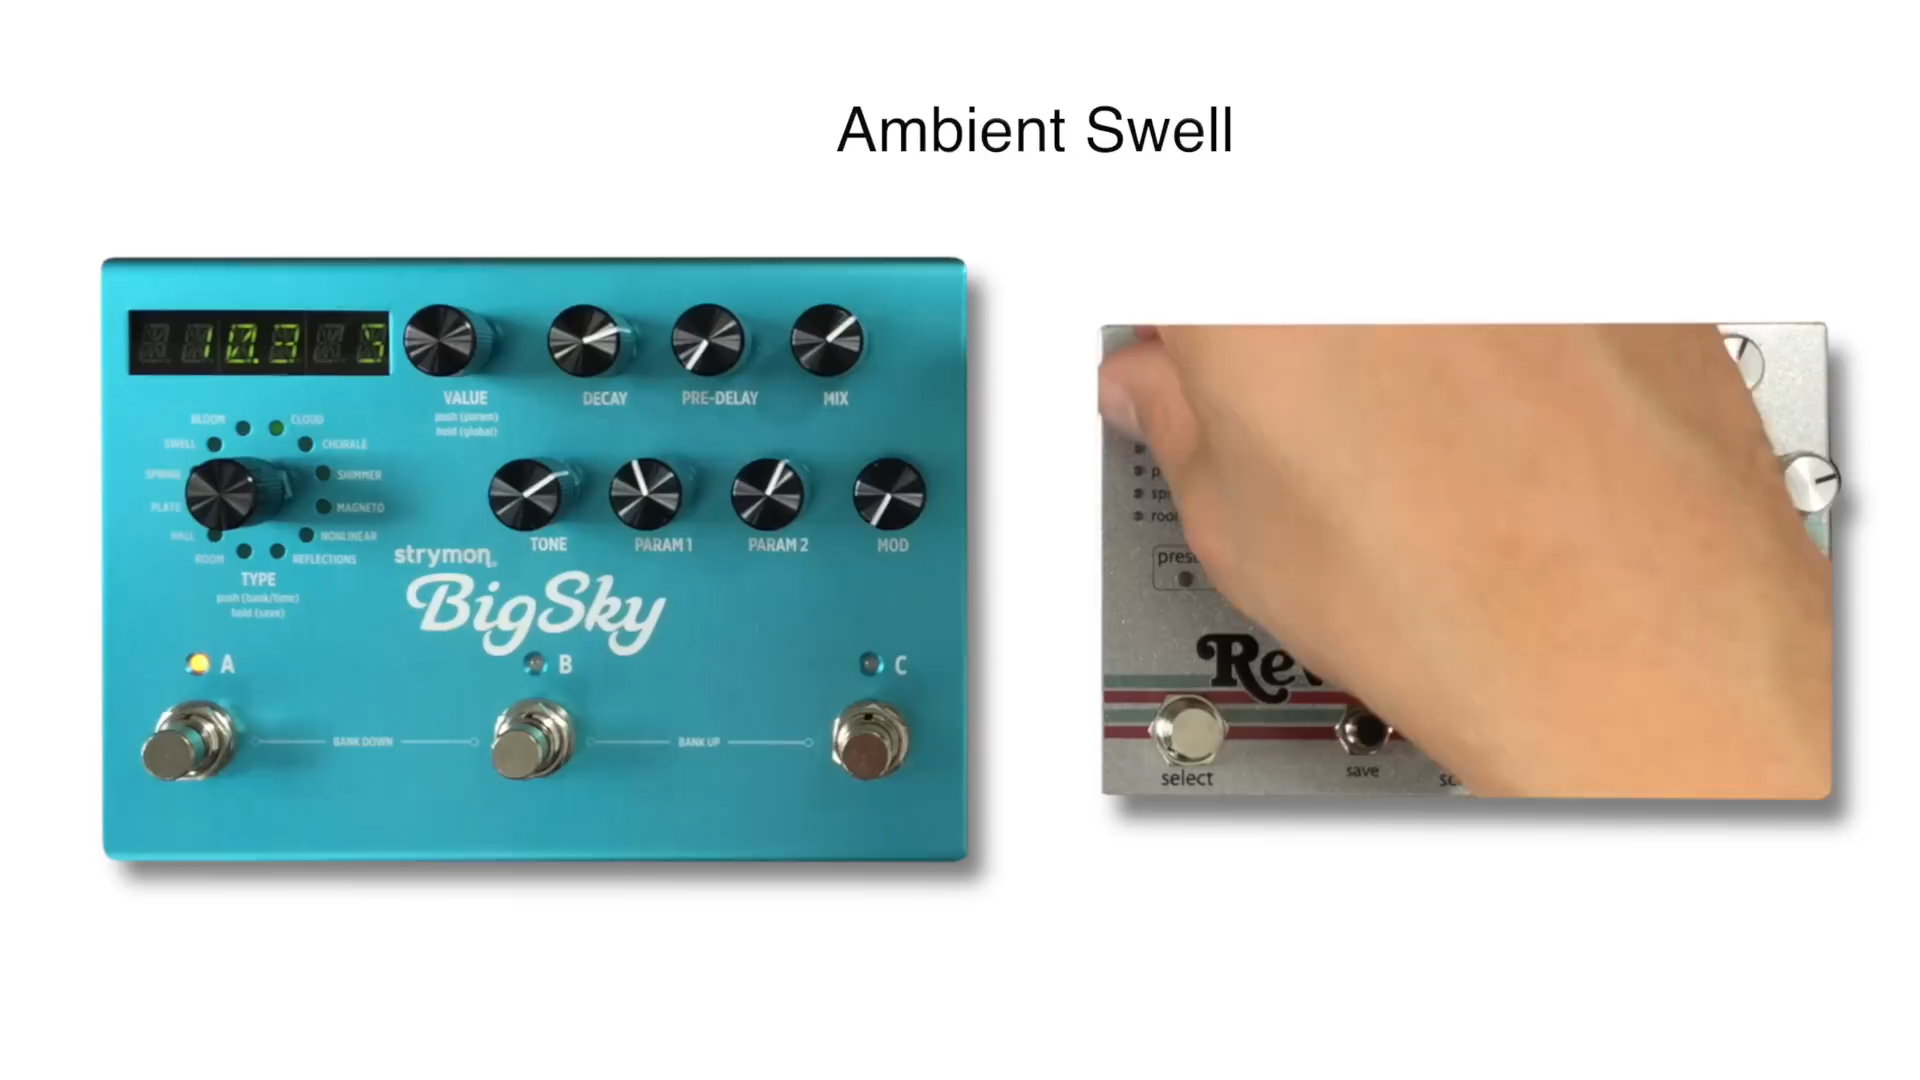 Ambient Swell
10.3 S
VALUE
push (param)
hold (global)
DECAY
PRE-DELAY
MIX
BLOOM
CLOUD
SWELL
CHORALE
SPRING
SHIMMER
PLATE
MAGNETO
HALL
NONLINEAR
ROOM
REFLECTIONS
TYPE
push (bank/time)
hold (save)
TONE
PARAM 1
PARAM 2
MOD
strymon
BigSky
A
B
C
BANK DOWN
BANK UP
select
save